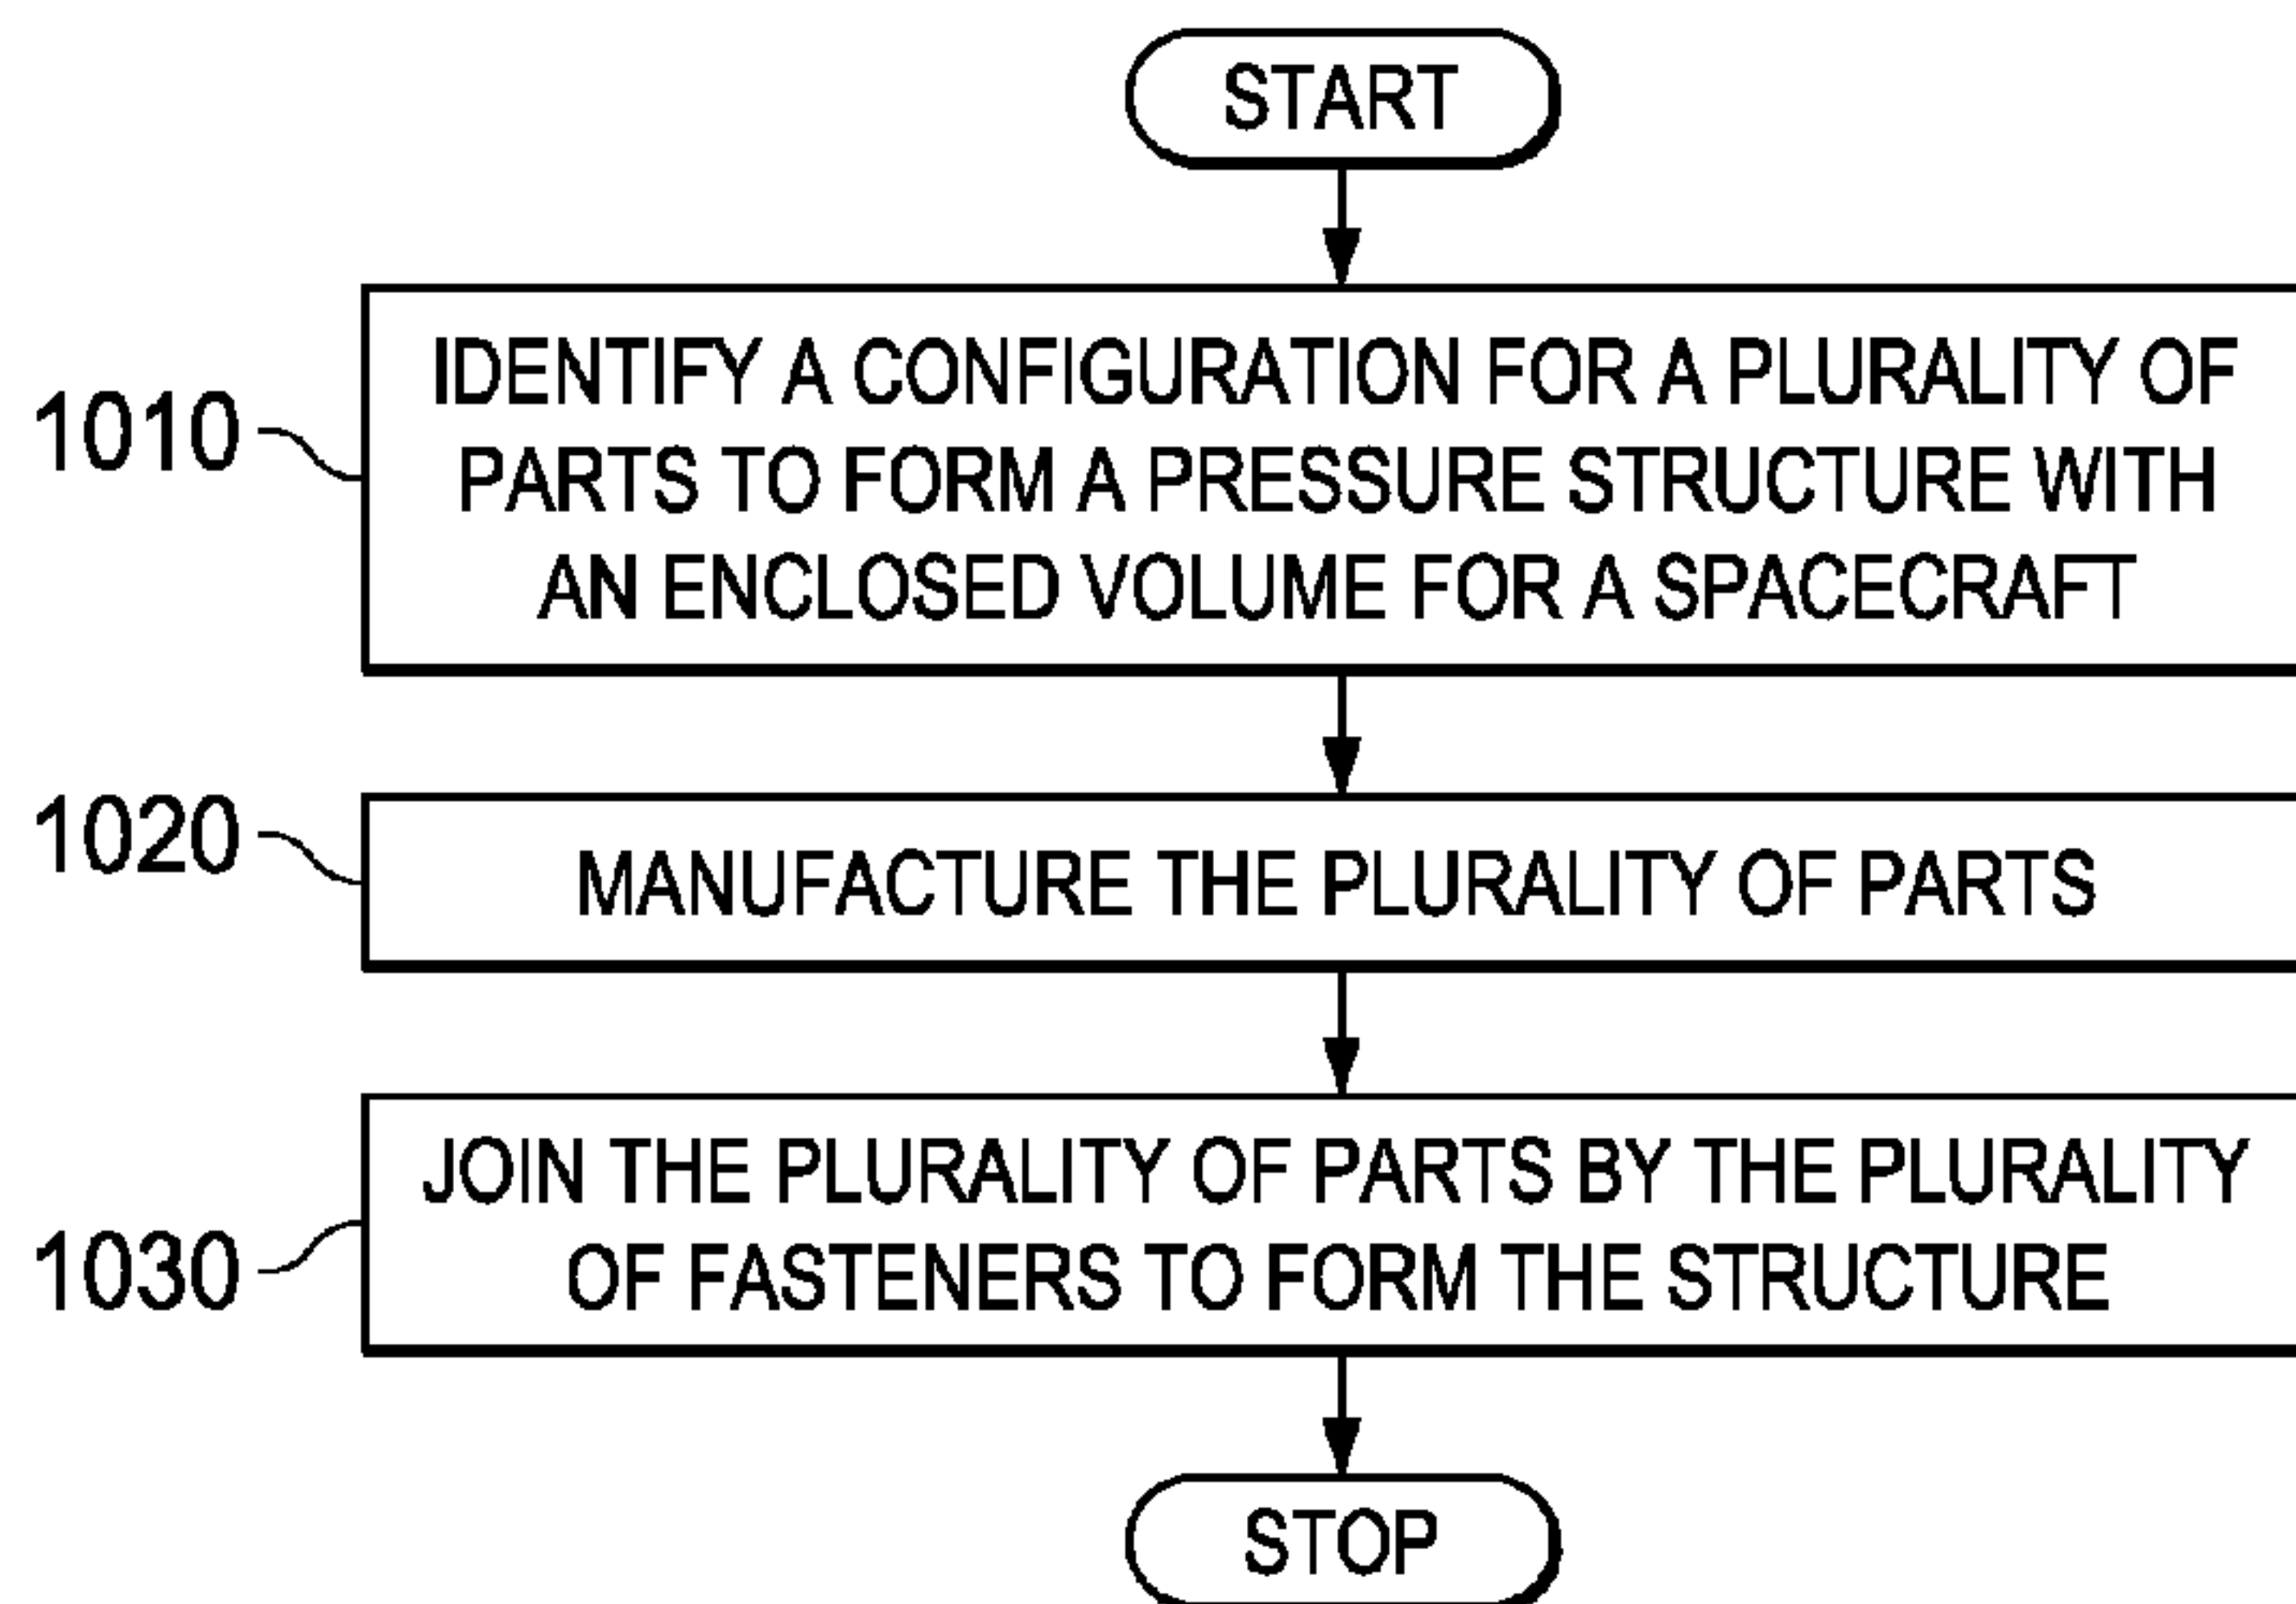 START
1010
IDENTIFY A CONFIGURATION FOR A PLURALITY OF
PARTS TO FORM A PRESSURE STRUCTURE WITH
AN ENCLOSED VOLUME FOR A SPACECRAFT
1020
MANUFACTURE THE PLURALITY OF PARTS
1030
JOIN THE PLURALITY OF PARTS BY THE PLURALITY
OF FASTENERS TO FORM THE STRUCTURE
STOP